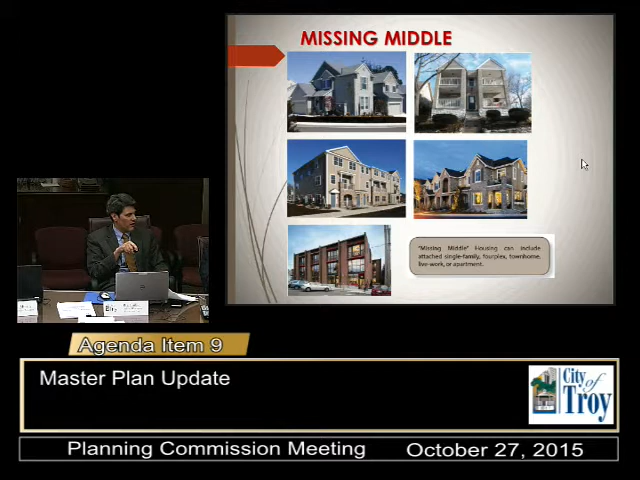 MISSING MIDDLE
"Missing Middle" Housing can include
attached single-family, fourplex, townhome,
live-work, or apartment.
Agenda Item 9
Master Plan Update
City
of
Troy
Planning Commission Meeting
October 27, 2015